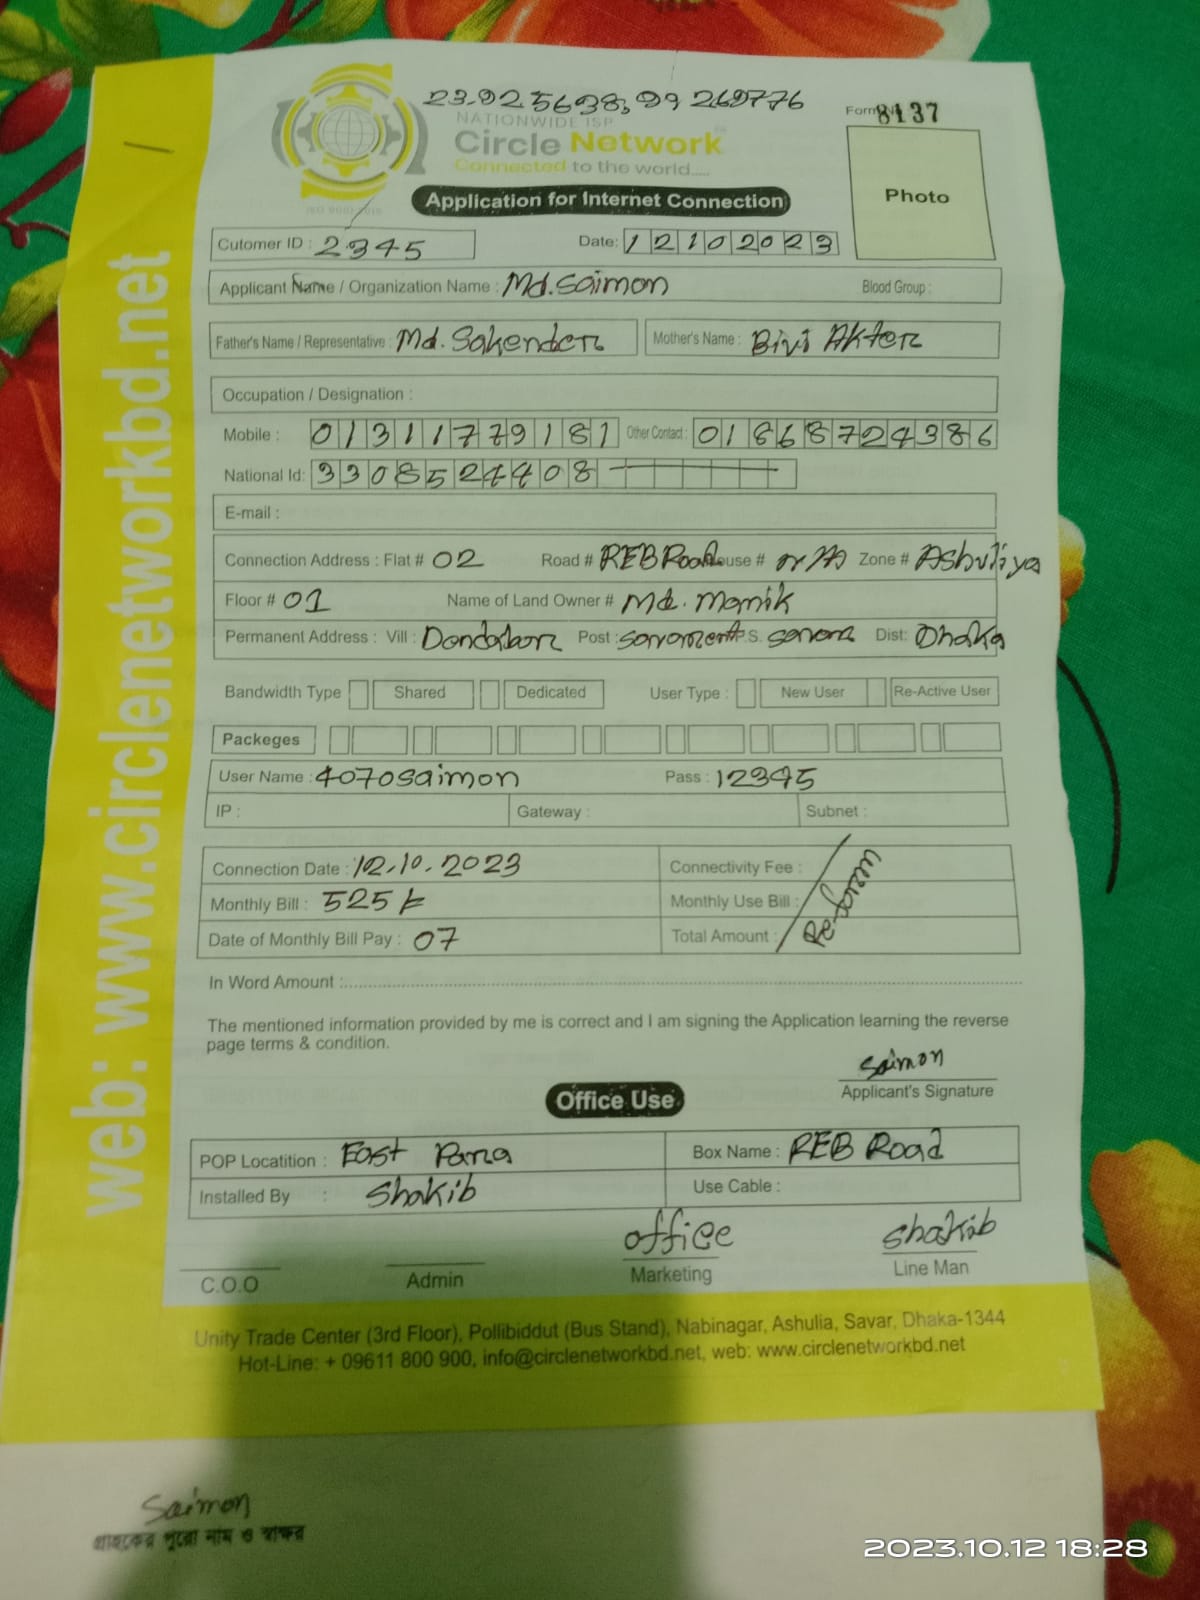 23.925698, 99 269776
NATIONWIDE ISP
Circle Network
Connected to the world.....
Form 8137
Photo
Application for Internet Connection
Cutomer ID : 2345
Date: 12102023
Applicant Name / Organization Name : Md. Saimon Blood Group :
Father's Name / Representative : Md. Sakender Mother's Name : Bivi Akter
Occupation / Designation :
Mobile : 01311779181 Other Contact : 01868724386
National Id: 3308524408
E-mail :
Connection Address : Flat # 02 Road # REB Road House # Zone # Ashuliya
Floor # 01 Name of Land Owner # Md. Manik
Permanent Address : Vill : Dondabor Post : P.S. Dist: Dhaka
Bandwidth Type Shared Dedicated User Type : New User Re-Active User
Packeges
User Name : 4070saimon Pass : 12345
IP : Gateway : Subnet :
Connection Date : 12.10.2023 Connectivity Fee :
Monthly Bill : 525 Monthly Use Bill :
Date of Monthly Bill Pay : 07 Total Amount :
In Word Amount :
The mentioned information provided by me is correct and I am signing the Application learning the reverse
page terms & condition.
Saimon
Applicant's Signature
Office Use
POP Locatition : East Para Box Name : REB Road
Installed By : Shakib Use Cable :
office Shakib
C.O.O Admin Marketing Line Man
Unity Trade Center (3rd Floor), Pollibiddut (Bus Stand), Nabinagar, Ashulia, Savar, Dhaka-1344
Hot-Line: + 09611 800 900, info@circlenetworkbd.net, web: www.circlenetworkbd.net
web: www.circlenetworkbd.net
Saimon
গ্রাহকের পুরো নাম ও স্বাক্ষর
2023.10.12 18:28